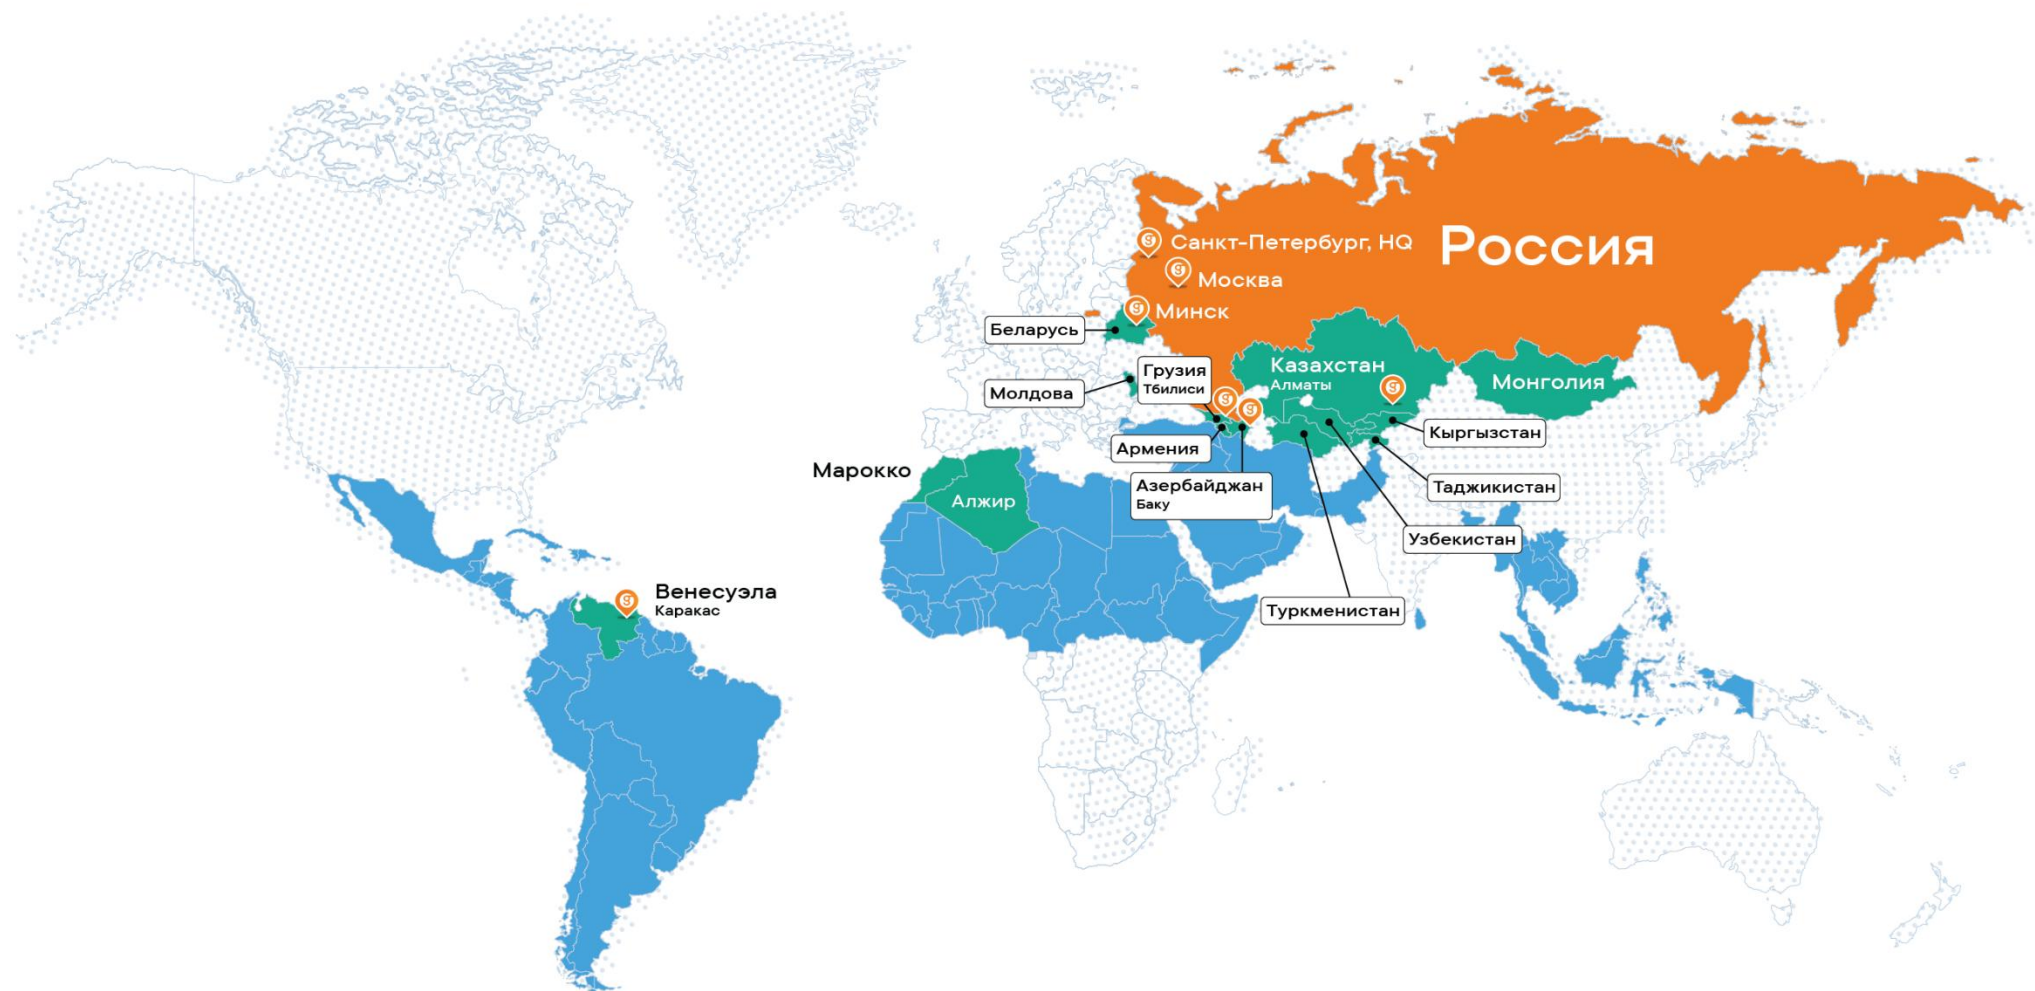 Санкт-Петербург, HQ
Россия
Москва
Минск
Беларусь
Молдова
Грузия
Тбилиси
Казахстан
Алматы
Монголия
Армения
Азербайджан
Баку
Кыргызстан
Таджикистан
Узбекистан
Туркменистан
Марокко
Алжир
Венесуэла
Каракас